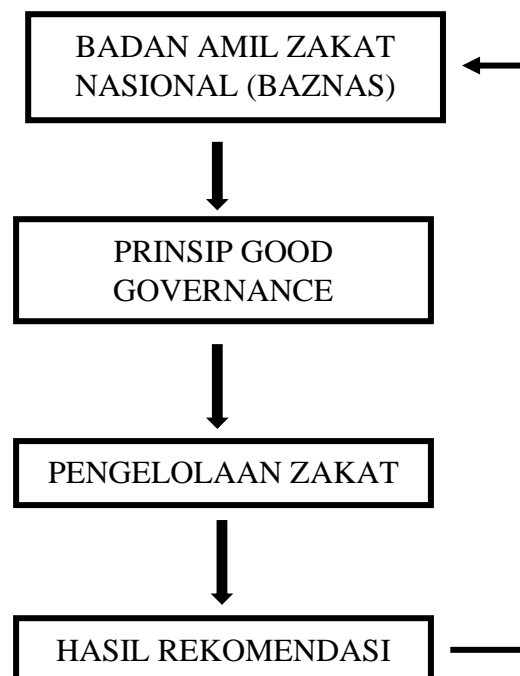 BADAN AMIL ZAKAT
NASIONAL (BAZNAS)
PRINSIP GOOD
GOVERNANCE
PENGELOLAAN ZAKAT
HASIL REKOMENDASI